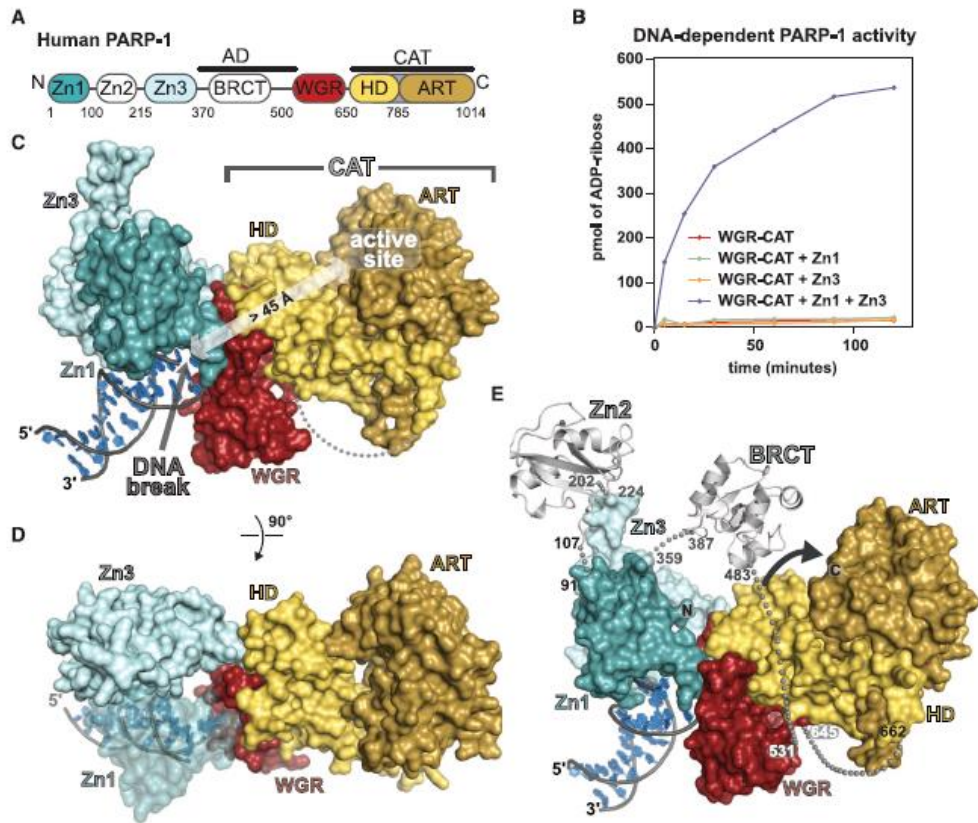 A
Human PARP-1
AD
CAT
N Zn1 Zn2 Zn3 BRCT WGR HD ART C
1 100 215 370 500 650 785 1014
B
DNA-dependent PARP-1 activity
pmol of ADP-ribose
600
500
400
300
200
100
0
WGR-CAT
WGR-CAT + Zn1
WGR-CAT + Zn3
WGR-CAT + Zn1 + Zn3
0 50 100
time (minutes)
C
CAT
Zn3
HD
ART
active
site
> 45 Å
Zn1
5'
3'
DNA
break
WGR
90°
D
Zn3
HD
ART
5'
Zn1
WGR
E
Zn2
BRCT
ART
202
224
Zn3
107
387
359
483
91
C
N
Zn1
HD
645
662
531
5'
3'
WGR